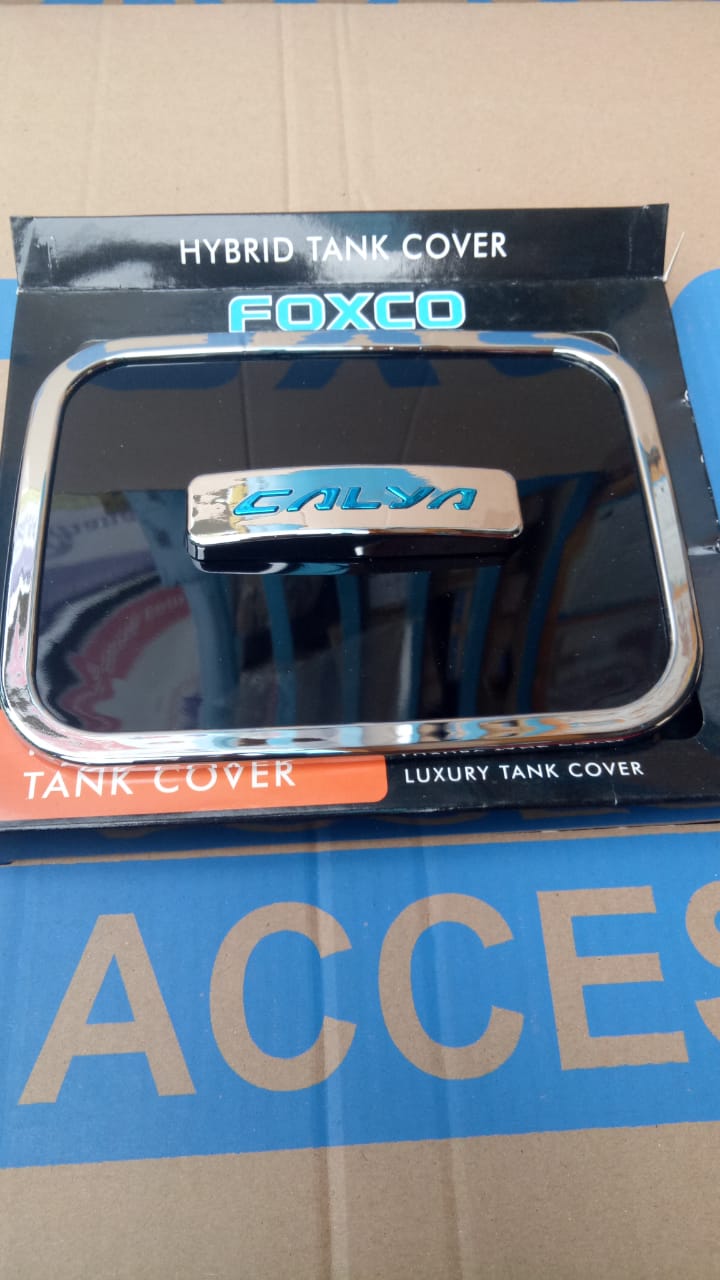 HYBRID TANK COVER
FOXCO
CALYA
TANK COVER
LUXURY TANK COVER
ACCES